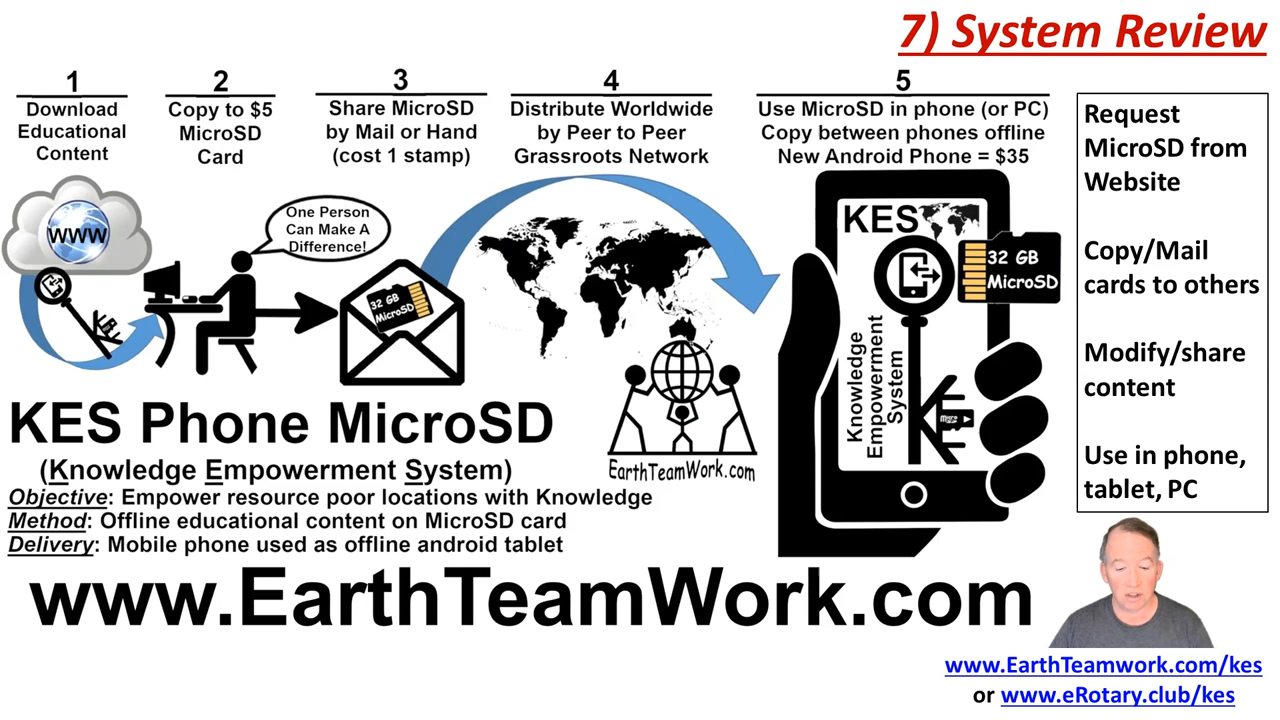 7) System Review
1
Download
Educational
Content
2
Copy to $5
MicroSD
Card
3
Share MicroSD
by Mail or Hand
(cost 1 stamp)
4
Distribute Worldwide
by Peer to Peer
Grassroots Network
5
Use MicroSD in phone (or PC)
Copy between phones offline
New Android Phone = $35
Request
MicroSD from
Website
Copy/Mail
cards to others
Modify/share
content
Use in phone,
tablet, PC
WWW
One Person
Can Make A
Difference!
32 GB
MicroSD
KES
32 GB
MicroSD
Knowledge
Empowerment
System
EarthTeamWork.com
KES Phone MicroSD
(Knowledge Empowerment System)
Objective: Empower resource poor locations with Knowledge
Method: Offline educational content on MicroSD card
Delivery: Mobile phone used as offline android tablet
www.EarthTeamWork.com
www.EarthTeamwork.com/kes
or www.eRotary.club/kes